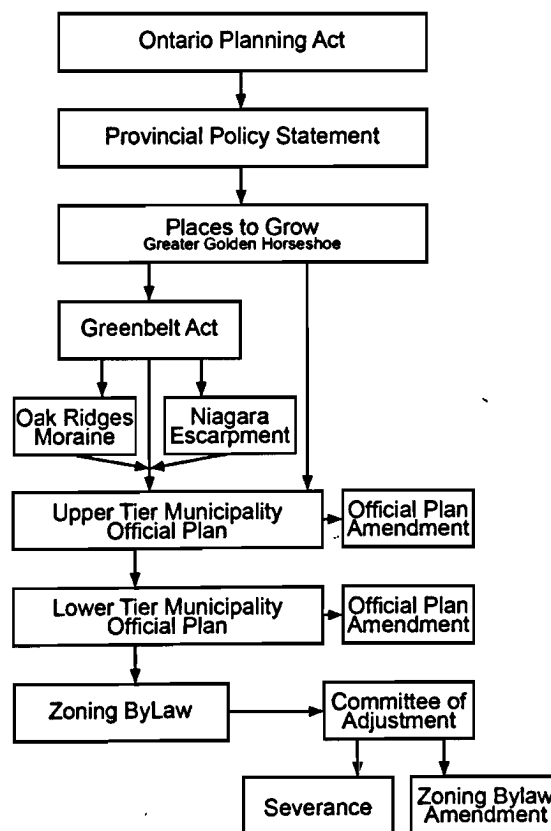 Ontario Planning Act
Provincial Policy Statement
Places to Grow
Greater Golden Horseshoe
Greenbelt Act
Oak Ridges
Moraine
Niagara
Escarpment
Upper Tier Municipality
Official Plan
Official Plan
Amendment
Lower Tier Municipality
Official Plan
Official Plan
Amendment
Zoning ByLaw
Committee of
Adjustment
Severance
Zoning Bylaw
Amendment